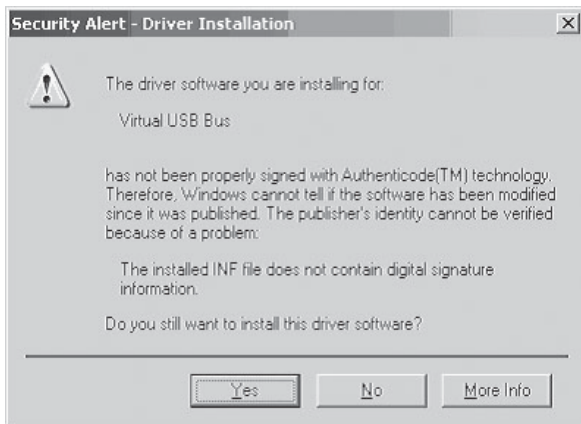 Security Alert - Driver Installation
The driver software you are installing for:
Virtual USB Bus
has not been properly signed with Authenticode(TM) technology.
Therefore, Windows cannot tell if the software has been modified
since it was published. The publisher's identity cannot be verified
because of a problem:
The installed INF file does not contain digital signature
information.
Do you still want to install this driver software?
Yes
No
More Info